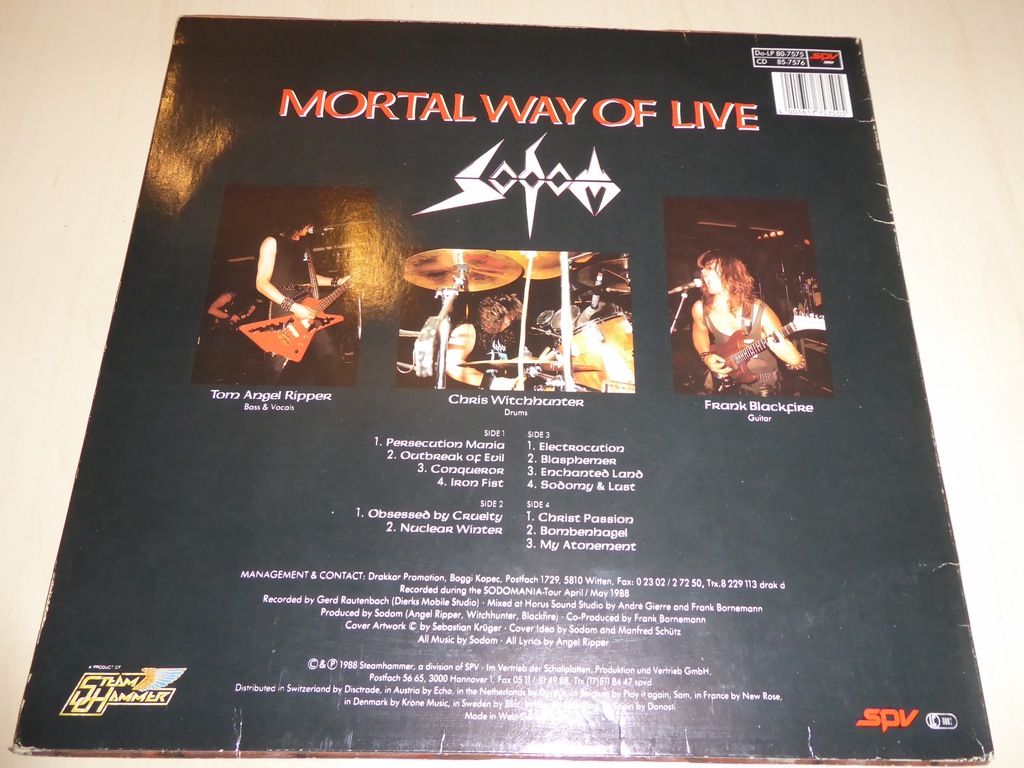 Do-LP 80-7575
CD 85-7576
SPV
MORTAL WAY OF LIVE
SODOM
Tom Angel Ripper
Bass & Vocals
Chris Witchhunter
Drums
Frank Blackfire
Guitar
SIDE 1
1. Persecution Mania
2. Outbreak of Evil
3. Conqueror
4. Iron Fist
SIDE 2
1. Obsessed by Cruelty
2. Nuclear Winter
SIDE 3
1. Electrocution
2. Blasphemer
3. Enchanted Land
4. Sodomy & Lust
SIDE 4
1. Christ Passion
2. Bombenhagel
3. My Atonement
MANAGEMENT & CONTACT: Drakkar Promotion, Boggi Kopec, Postfach 1729, 5810 Witten, Fax: 0 23 02 / 2 72 50, Ttx.8 229 113 drak d
Recorded during the SODOMANIA-Tour April / May 1988
Recorded by Gerd Rautenbach (Dierks Mobile Studio) · Mixed at Horus Sound Studio by André Gierre and Frank Bornemann
Produced by Sodom (Angel Ripper, Witchhunter, Blackfire) · Co-Produced by Frank Bornemann
Cover Artwork © by Sebastian Krüger · Cover Idea by Sodom and Manfred Schütz
All Music by Sodom · All Lyrics by Angel Ripper
©&℗ 1988 Steamhammer, a division of SPV · Im Vertrieb der Schallplatten, Produktion und Vertrieb GmbH,
Postfach 56 65, 3000 Hannover 1, Fax 05 11 / 81 49 88, Ttx (17)511 84 47 spvd
Distributed in Switzerland by Disctrade, in Austria by Echo, in the Netherlands by in Belgium by Play it again, Sam, in France by New Rose,
in Denmark by Krone Music, in Sweden by in Spain by Donosti
Made in West
A PRODUCT OF
STEAM HAMMER
SPV
LC